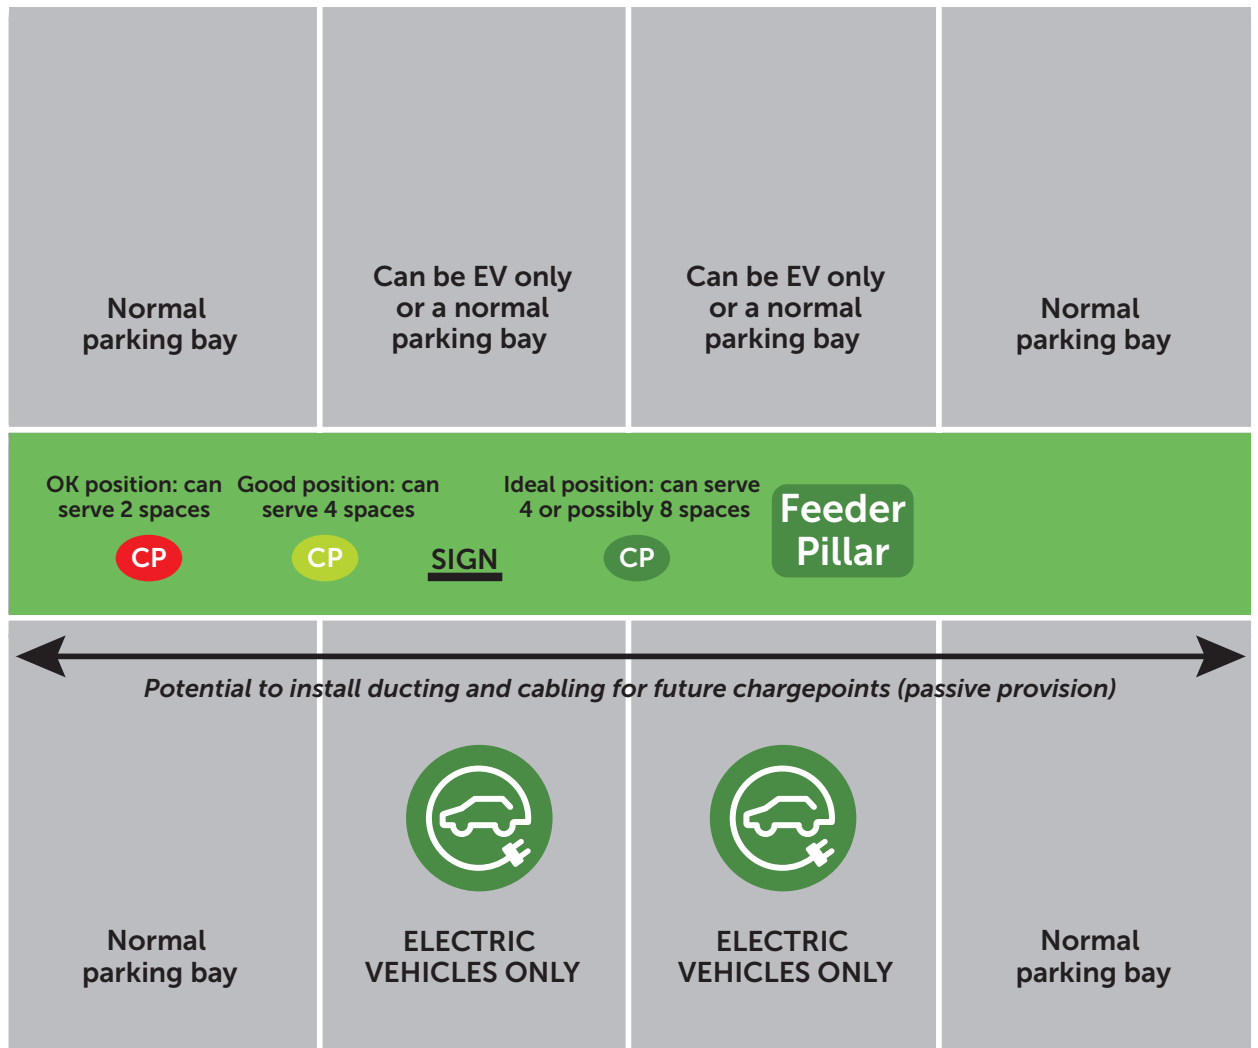 Normal
parking bay
Can be EV only
or a normal
parking bay
Can be EV only
or a normal
parking bay
Normal
parking bay
OK position: can
serve 2 spaces
CP
Good position: can
serve 4 spaces
CP
SIGN
Ideal position: can serve
4 or possibly 8 spaces
CP
Feeder
Pillar
Potential to install ducting and cabling for future chargepoints (passive provision)
Normal
parking bay
ELECTRIC
VEHICLES ONLY
ELECTRIC
VEHICLES ONLY
Normal
parking bay